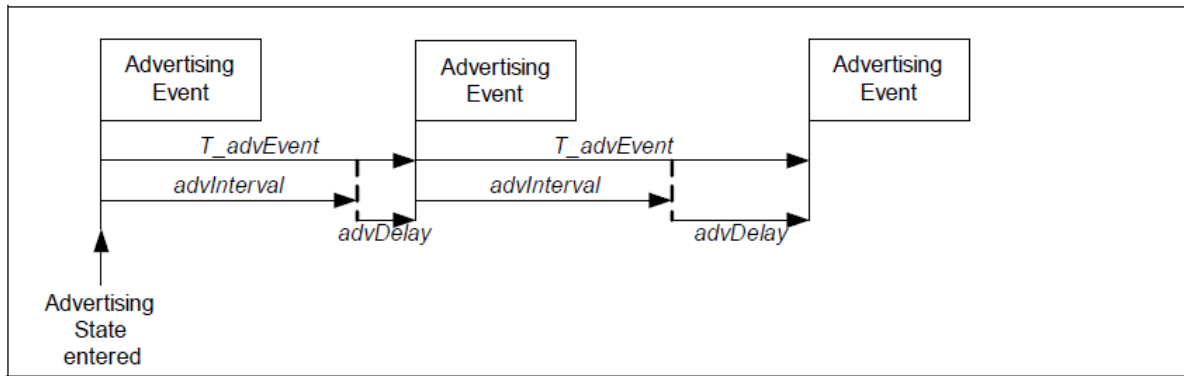 Advertising
Event
Advertising
Event
Advertising
Event
T_advEvent
T_advEvent
advInterval
advInterval
advDelay
advDelay
Advertising
State
entered